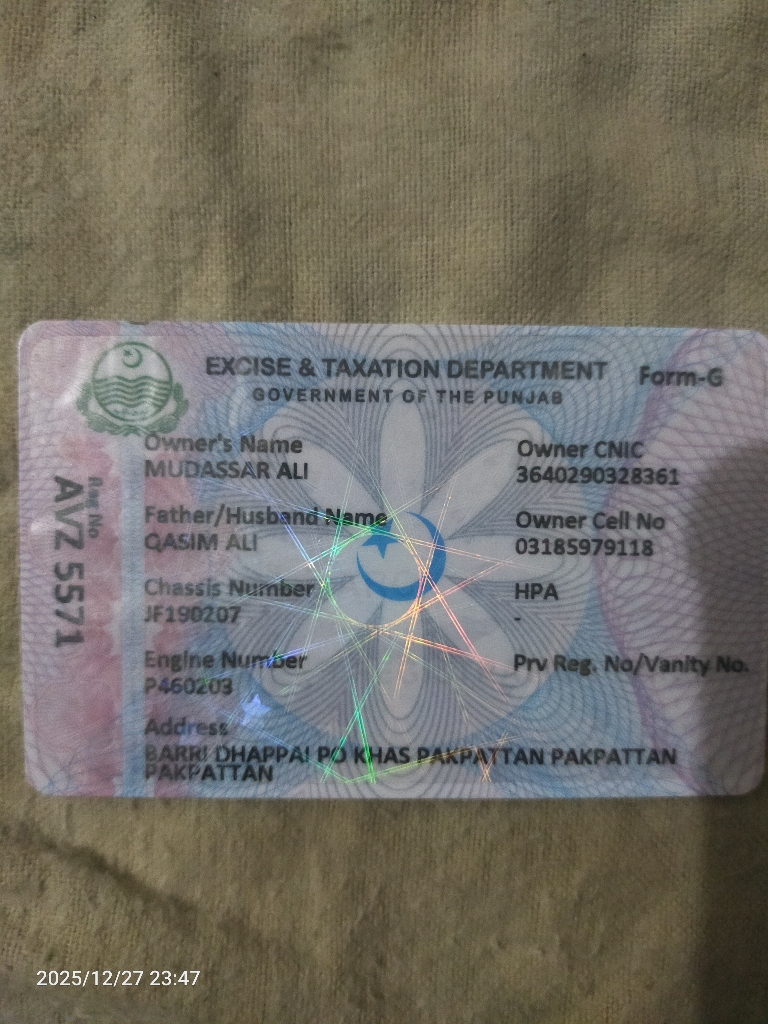 EXCISE & TAXATION DEPARTMENT
Form-G
GOVERNMENT OF THE PUNJAB
Reg No
AVZ 5571
Owner's Name
MUDASSAR ALI
Owner CNIC
3640290328361
Father/Husband Name
QASIM ALI
Owner Cell No
03185979118
Chassis Number
JF190207
HPA
-
Engine Number
P460203
Prv Reg. No/Vanity No.
Address
BARRI DHAPPAI PO KHAS PAKPATTAN PAKPATTAN
PAKPATTAN
2025/12/27 23:47